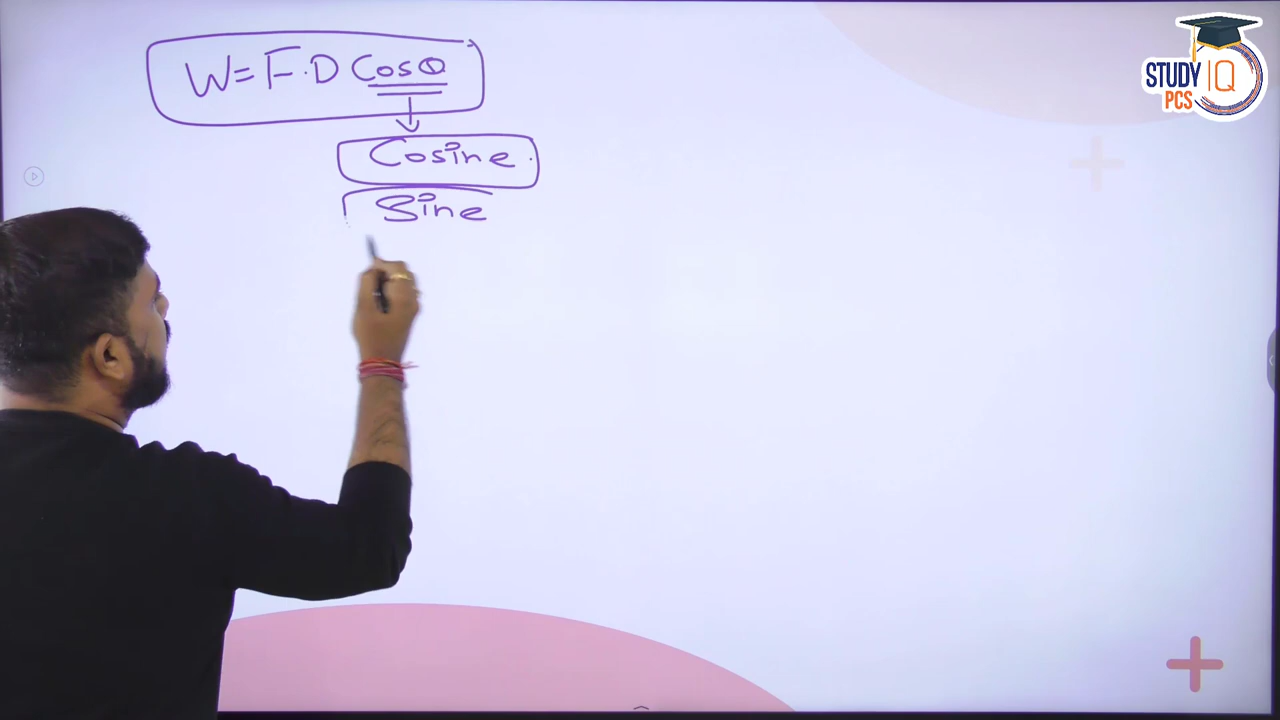 W=F.D Cosθ
Cosine
Sine
STUDY IQ
PCS